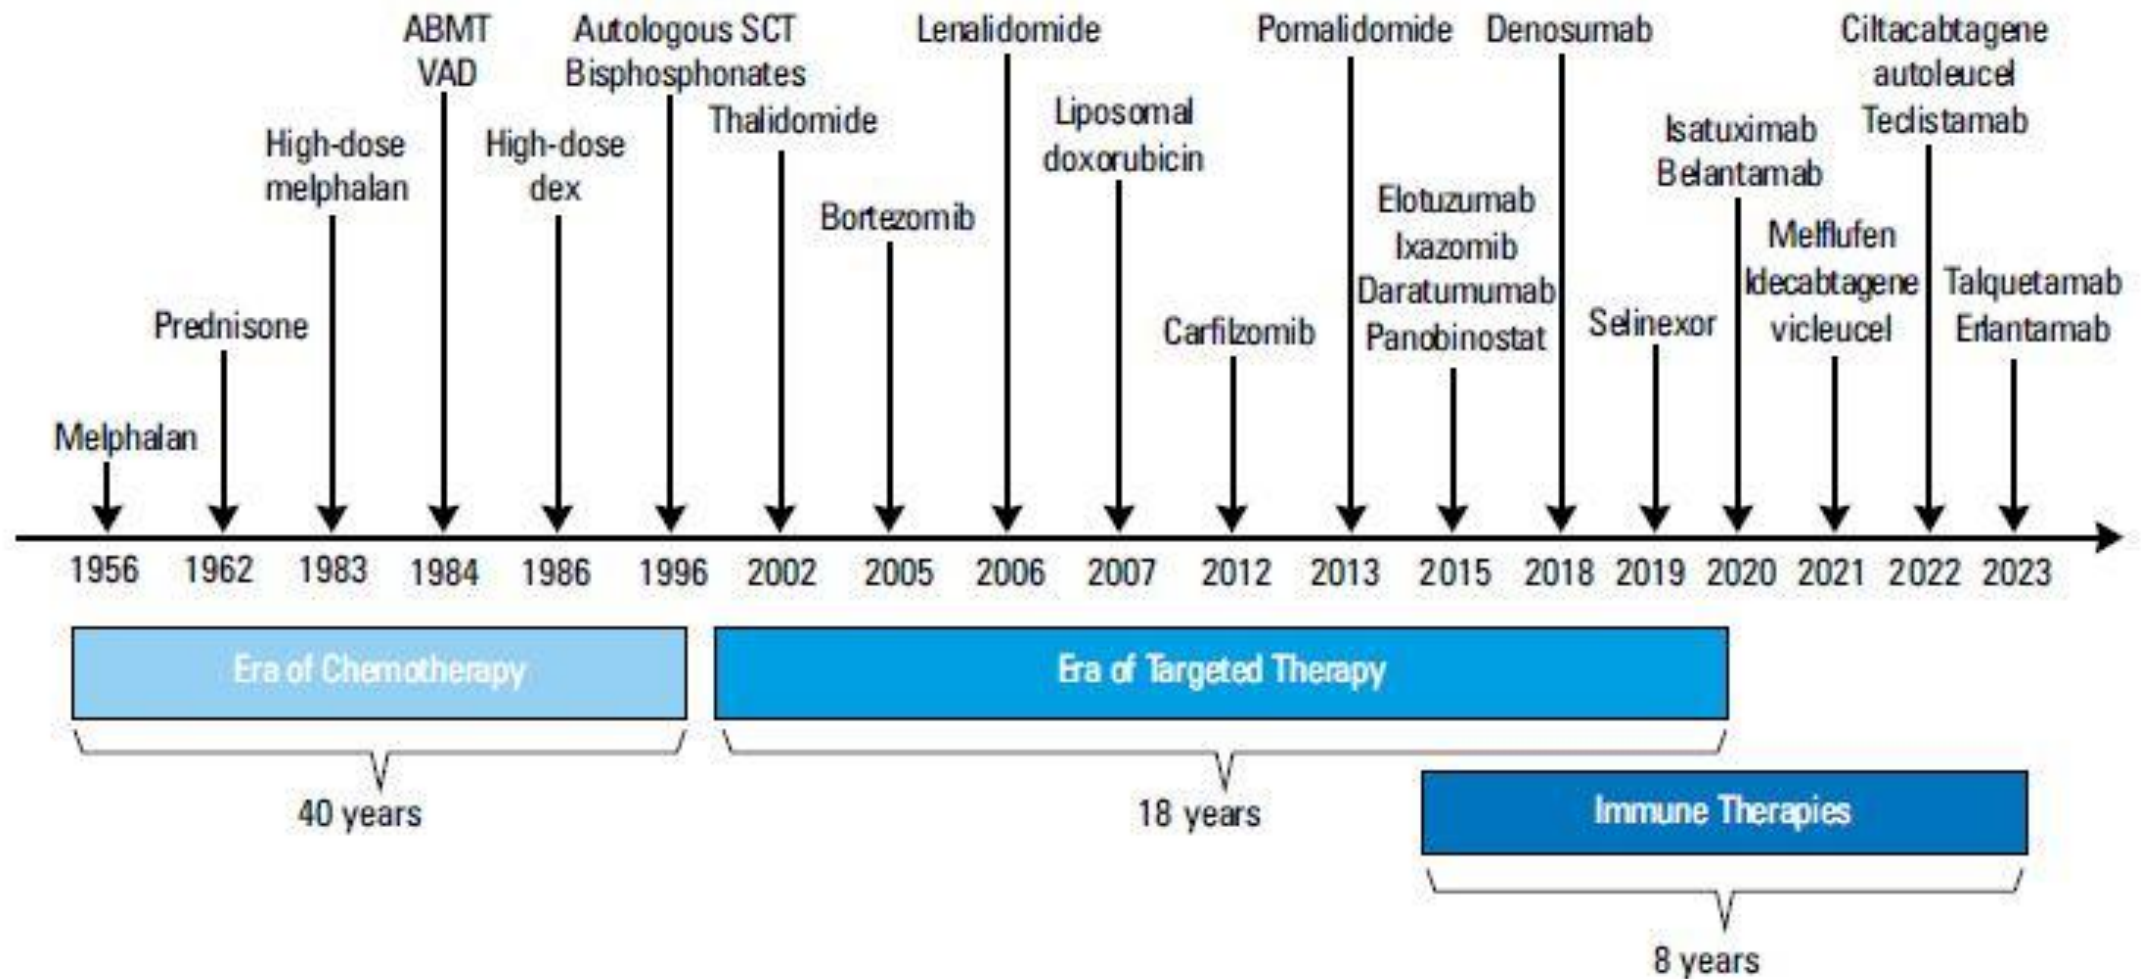 ABMT
VAD
Autologous SCT
Bisphosphonates
Lenalidomide
Pomalidomide
Denosumab
Ciltacabtagene
autoleucel
Teclistamab
High-dose
melphalan
High-dose
dex
Thalidomide
Liposomal
doxorubicin
Isatuximab
Belantamab
Bortezomib
Elotuzumab
Ixazomib
Daratumumab
Panobinostat
Melflufen
Idecabtagene
vicleucel
Talquetamab
Erlantamab
Prednisone
Carfilzomib
Selinexor
Melphalan
1956 1962 1983 1984 1986 1996 2002 2005 2006 2007 2012 2013 2015 2018 2019 2020 2021 2022 2023
Era of Chemotherapy
Era of Targeted Therapy
40 years
18 years
Immune Therapies
8 years